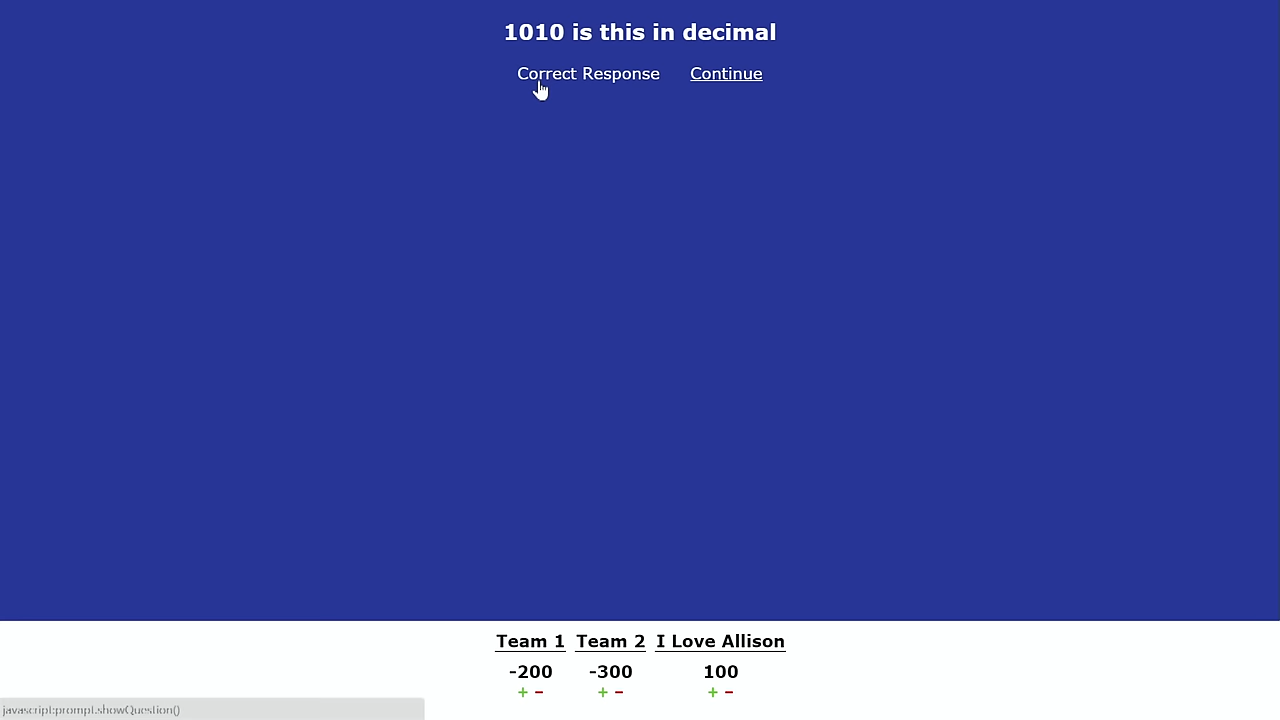 1010 is this in decimal
Correct Response Continue
Team 1 Team 2 I Love Allison
-200 -300 100
+ − + − + −
javascript:prompt.showQuestion()